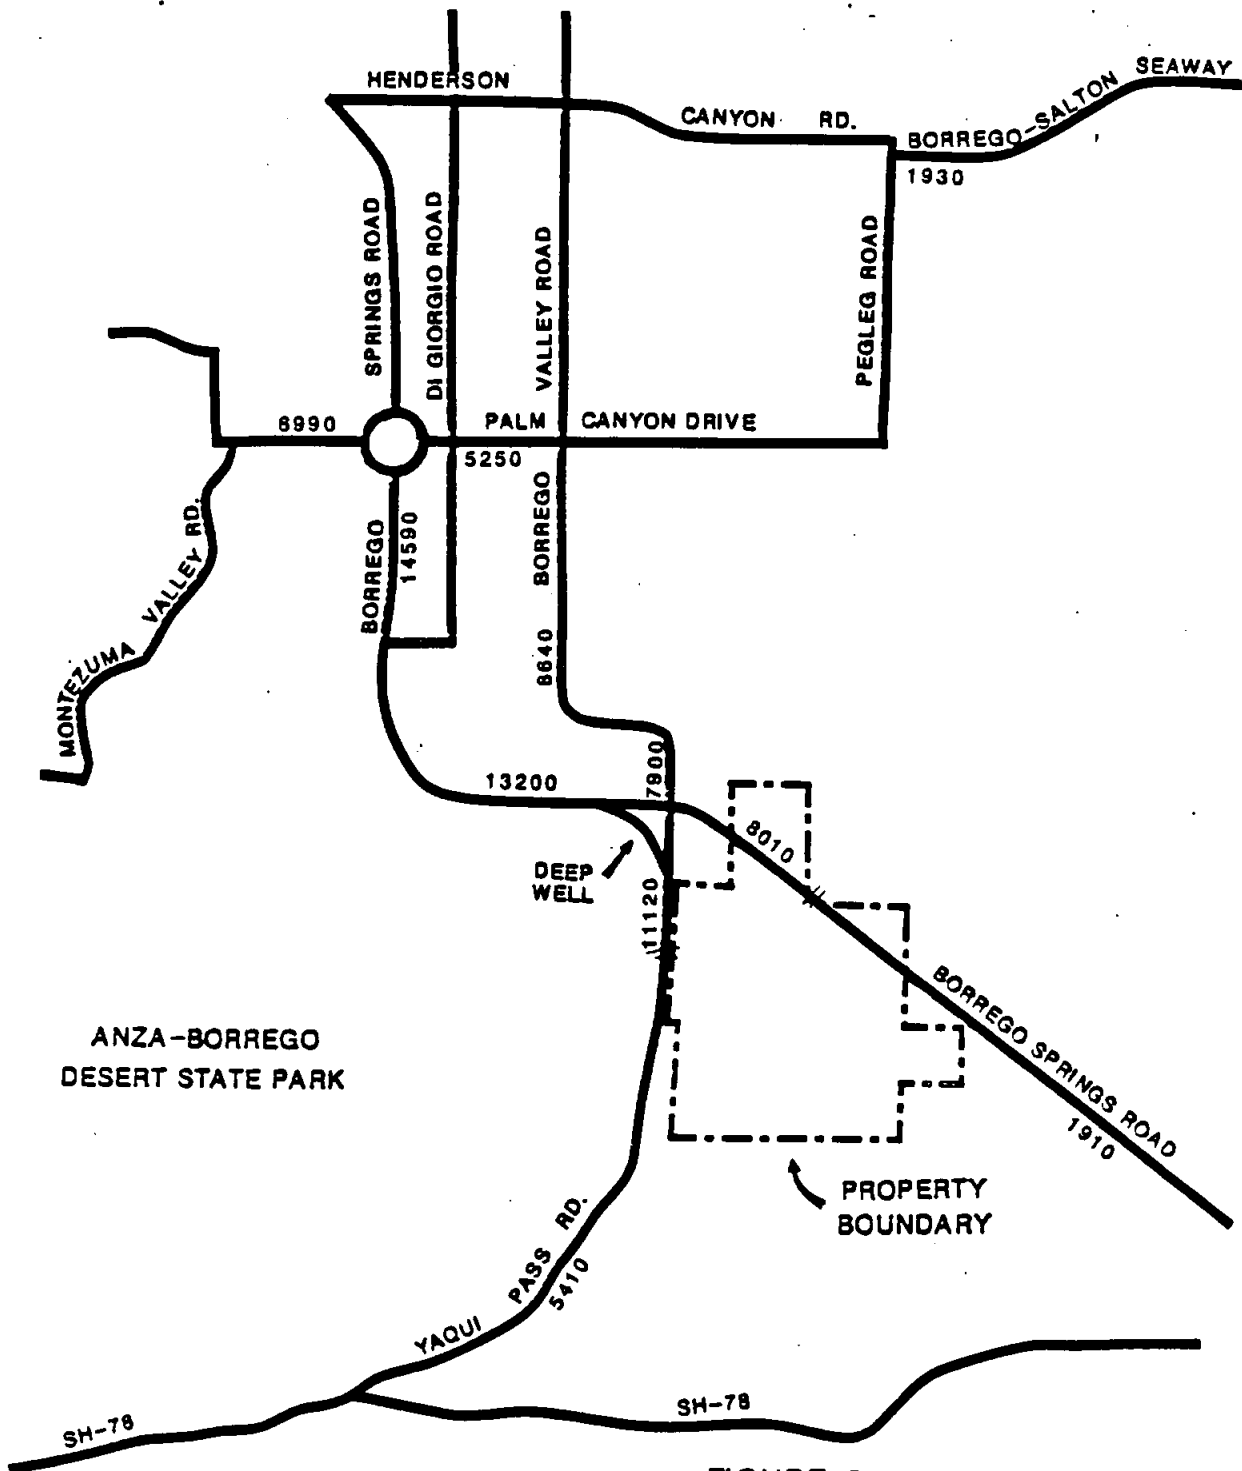 HENDERSON
CANYON RD.
BORREGO-SALTON SEAWAY
1930
SPRINGS ROAD
DI GIORGIO ROAD
VALLEY ROAD
PEGLEG ROAD
6990
PALM CANYON DRIVE
5250
MONTEZUMA VALLEY RD.
BORREGO
14590
BORREGO
8640
13200
7900
8010
DEEP
WELL
11120
ANZA-BORREGO
DESERT STATE PARK
BORREGO SPRINGS ROAD
1910
PROPERTY
BOUNDARY
YAQUI PASS RD.
5410
SH-78
SH-78